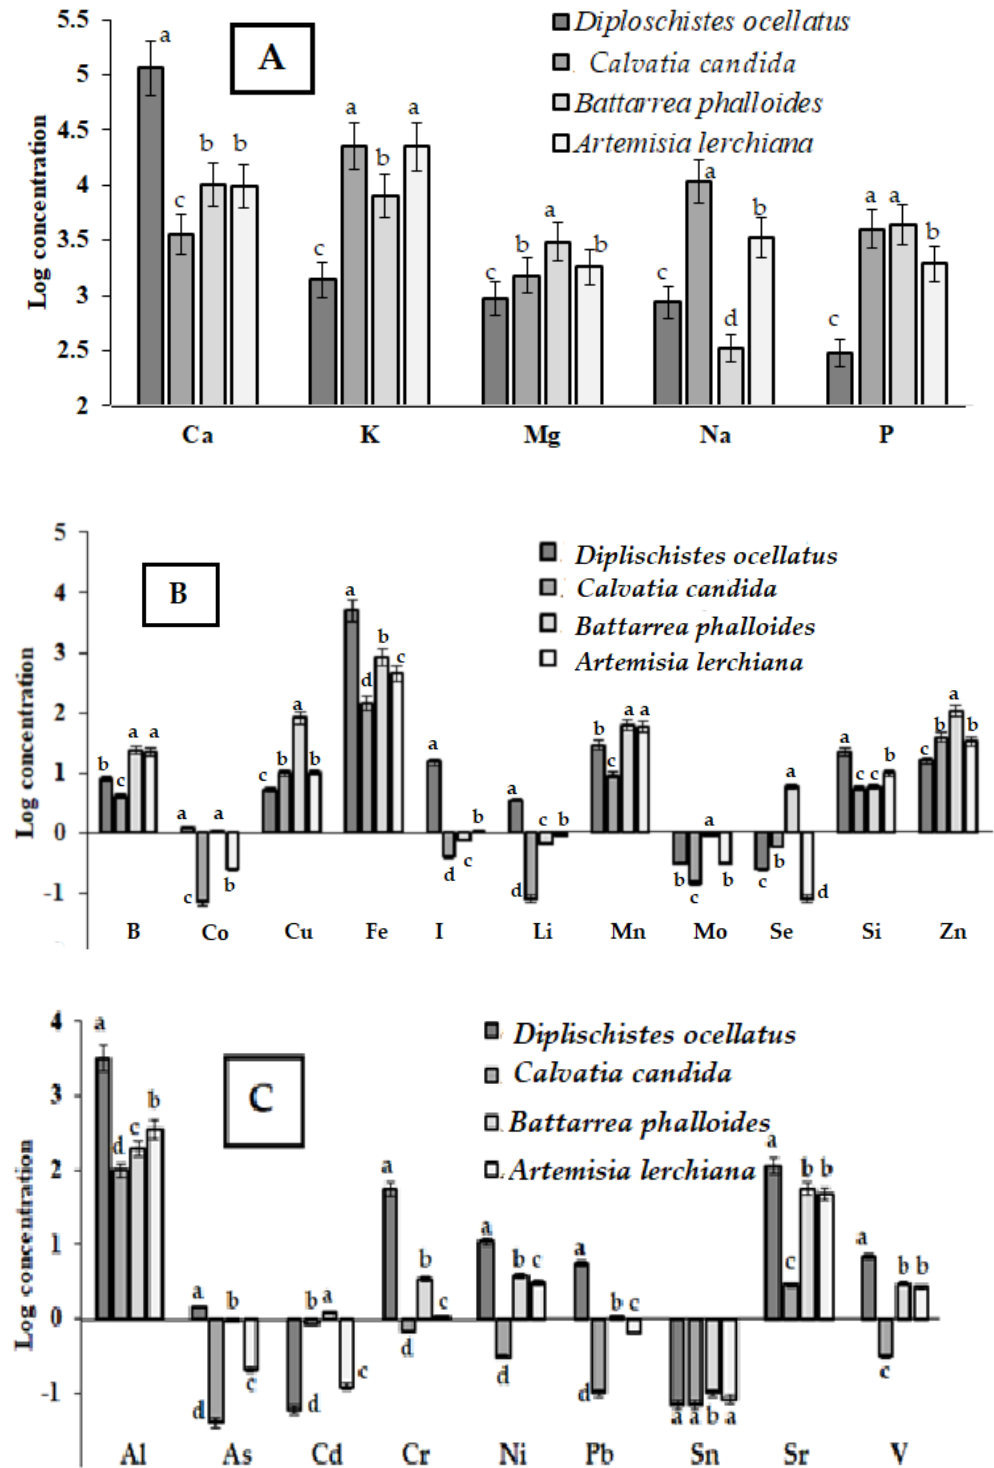 5.5
5
4.5
4
3.5
3
2.5
2
Log concentration
A
Diploschistes ocellatus
Calvatia candida
Battarrea phalloides
Artemisia lerchiana
a
c
b
b
c
a
b
a
c
b
a
b
c
a
d
b
c
a
a
b
Ca K Mg Na P
5
4
3
2
1
0
-1
Log concentration
B
Diplischistes ocellatus
Calvatia candida
Battarrea phalloides
Artemisia lerchiana
b
c
a
a
a
c
a
b
c
b
a
b
a
d
b
c
a
d
c
b
a
d
c
b
b
c
a
a
b
c
a
b
c
b
a
d
a
c
c
b
c
b
a
b
B Co Cu Fe I Li Mn Mo Se Si Zn
4
3
2
1
0
-1
Log concentration
C
Diplischistes ocellatus
Calvatia candida
Battarrea phalloides
Artemisia lerchiana
a
d
c
b
a
d
b
c
d
b
a
c
a
d
b
c
a
d
b
c
a
d
b
c
a
a
b
a
a
c
b
b
a
c
b
b
Al As Cd Cr Ni Pb Sn Sr V